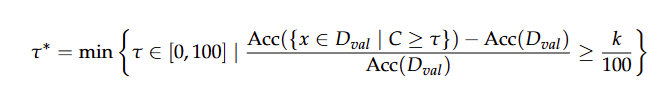 τ* = min { τ ∈ [0, 100] | Acc({x ∈ D_val | C ≥ τ}) − Acc(D_val) / Acc(D_val) ≥ k / 100 }